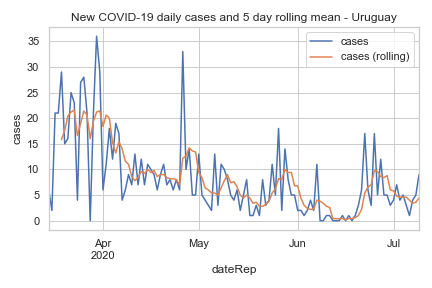 New COVID-19 daily cases and 5 day rolling mean - Uruguay
cases
cases (rolling)
35
30
25
20
15
10
5
0
cases
Apr
2020
May
Jun
Jul
dateRep